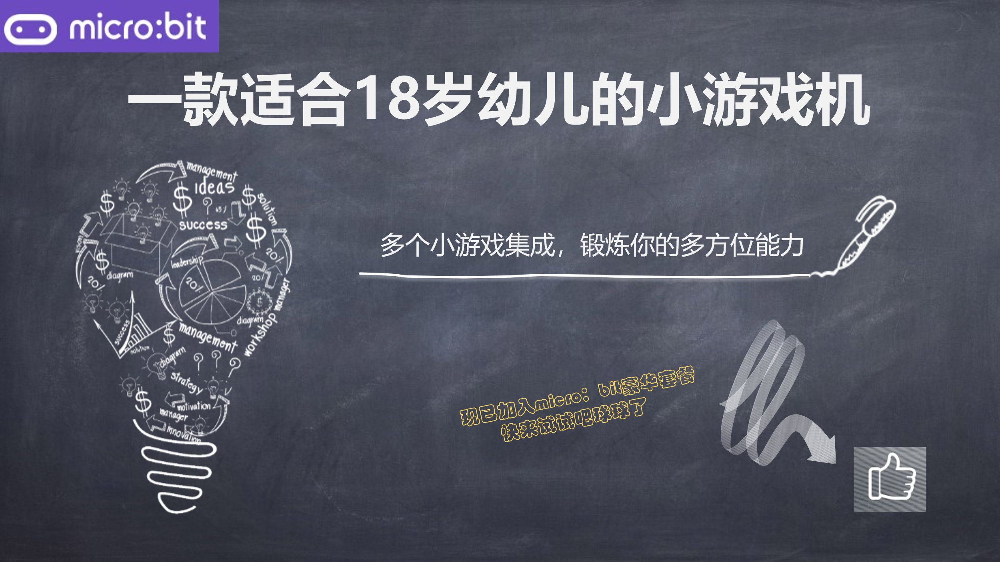 micro:bit
一款适合18岁幼儿的小游戏机
management
ideas
solution
success
vision
leadership
20%
20%
diagram
20%
20%
manager
diagram
workshop
success
solution
management
diagram
strategy
motivation
manager
innovation
多个小游戏集成，锻炼你的多方位能力
现已加入micro：bit豪华套餐
快来试试吧球球了